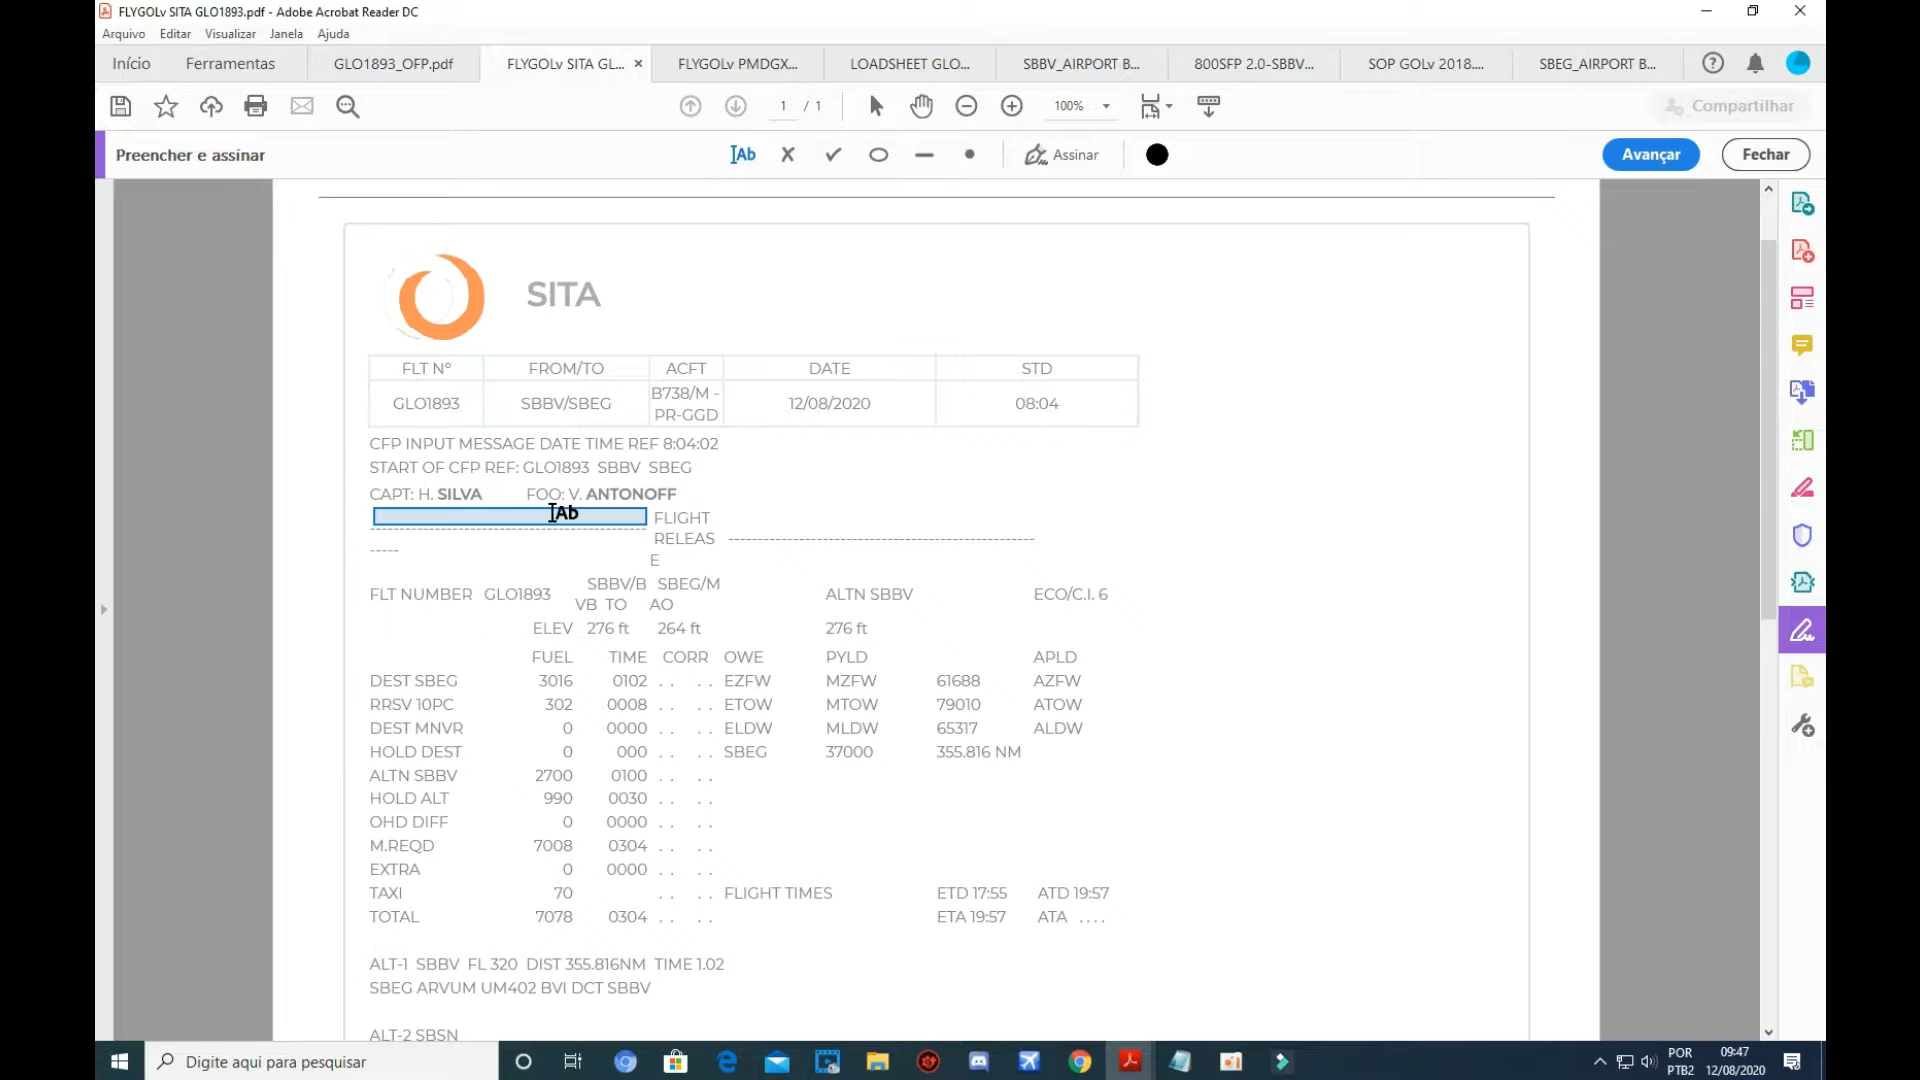 FLYGOLv SITA GLO1893.pdf - Adobe Acrobat Reader DC
Arquivo Editar Visualizar Janela Ajuda
Início Ferramentas GLO1893_OFP.pdf FLYGOLv SITA GL... × FLYGOLv PMDGX... LOADSHEET GLO... SBBV_AIRPORT B... 800SFP 2.0-SBBV... SOP GOLv 2018.... SBEG_AIRPORT B...
1 / 1 100% Compartilhar
Preencher e assinar Ab Assinar Avançar Fechar
SITA
FLT Nº FROM/TO ACFT DATE STD
GLO1893 SBBV/SBEG B738/M - 12/08/2020 08:04
PR-GGD
CFP INPUT MESSAGE DATE TIME REF 8:04:02
START OF CFP REF: GLO1893 SBBV SBEG
CAPT: H. SILVA FOO: V. ANTONOFF
Ab FLIGHT
---------------------------------------------- RELEAS ----------------------------------------------------
----- E
SBBV/B SBEG/M
FLT NUMBER GLO1893 VB TO AO ALTN SBBV ECO/C.I. 6
ELEV 276 ft 264 ft 276 ft
FUEL TIME CORR OWE PYLD APLD
DEST SBEG 3016 0102 . . . . EZFW MZFW 61688 AZFW
RRSV 10PC 302 0008 . . . . ETOW MTOW 79010 ATOW
DEST MNVR 0 0000 . . . . ELDW MLDW 65317 ALDW
HOLD DEST 0 000 . . . . SBEG 37000 355.816 NM
ALTN SBBV 2700 0100 . . . .
HOLD ALT 990 0030 . . . .
OHD DIFF 0 0000 . . . .
M.REQD 7008 0304 . . . .
EXTRA 0 0000 . . . .
TAXI 70 . . . . FLIGHT TIMES ETD 17:55 ATD 19:57
TOTAL 7078 0304 . . . . ETA 19:57 ATA . . . .
ALT-1 SBBV FL 320 DIST 355.816NM TIME 1.02
SBEG ARVUM UM402 BVI DCT SBBV
ALT-2 SBSN
Digite aqui para pesquisar POR 09:47
PTB2 12/08/2020